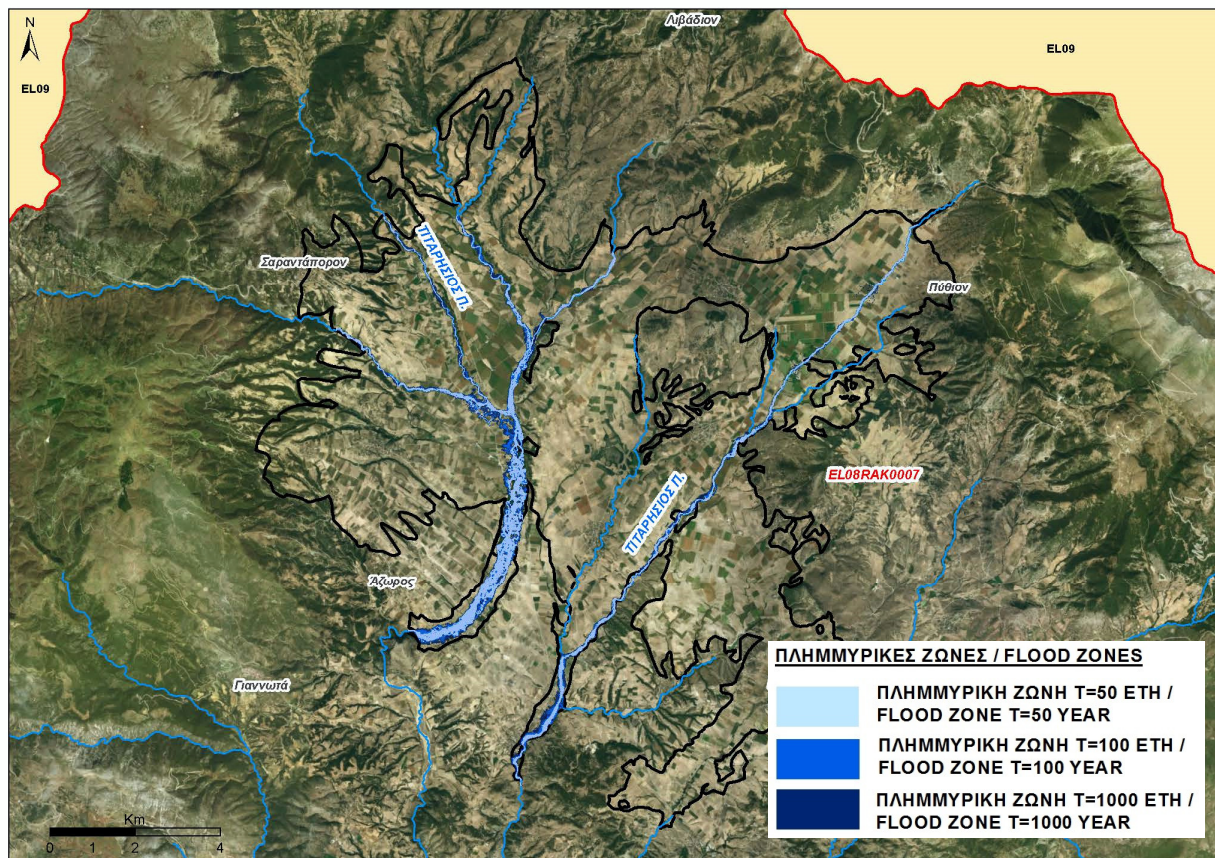 N
Λιβάδιον
EL09
EL09
ΤΙΤΑΡΗΣΙΟΣ Π.
Σαραντάπορον
Πύθιον
EL08RAK0007
ΤΙΤΑΡΗΣΙΟΣ Π.
Άζωρος
Γιαννωτά
ΠΛΗΜΜΥΡΙΚΕΣ ΖΩΝΕΣ / FLOOD ZONES
ΠΛΗΜΜΥΡΙΚΗ ΖΩΝΗ T=50 ΕΤΗ /
FLOOD ZONE T=50 YEAR
ΠΛΗΜΜΥΡΙΚΗ ΖΩΝΗ T=100 ΕΤΗ /
FLOOD ZONE T=100 YEAR
ΠΛΗΜΜΥΡΙΚΗ ΖΩΝΗ T=1000 ΕΤΗ /
FLOOD ZONE T=1000 YEAR
Km
0 1 2 4